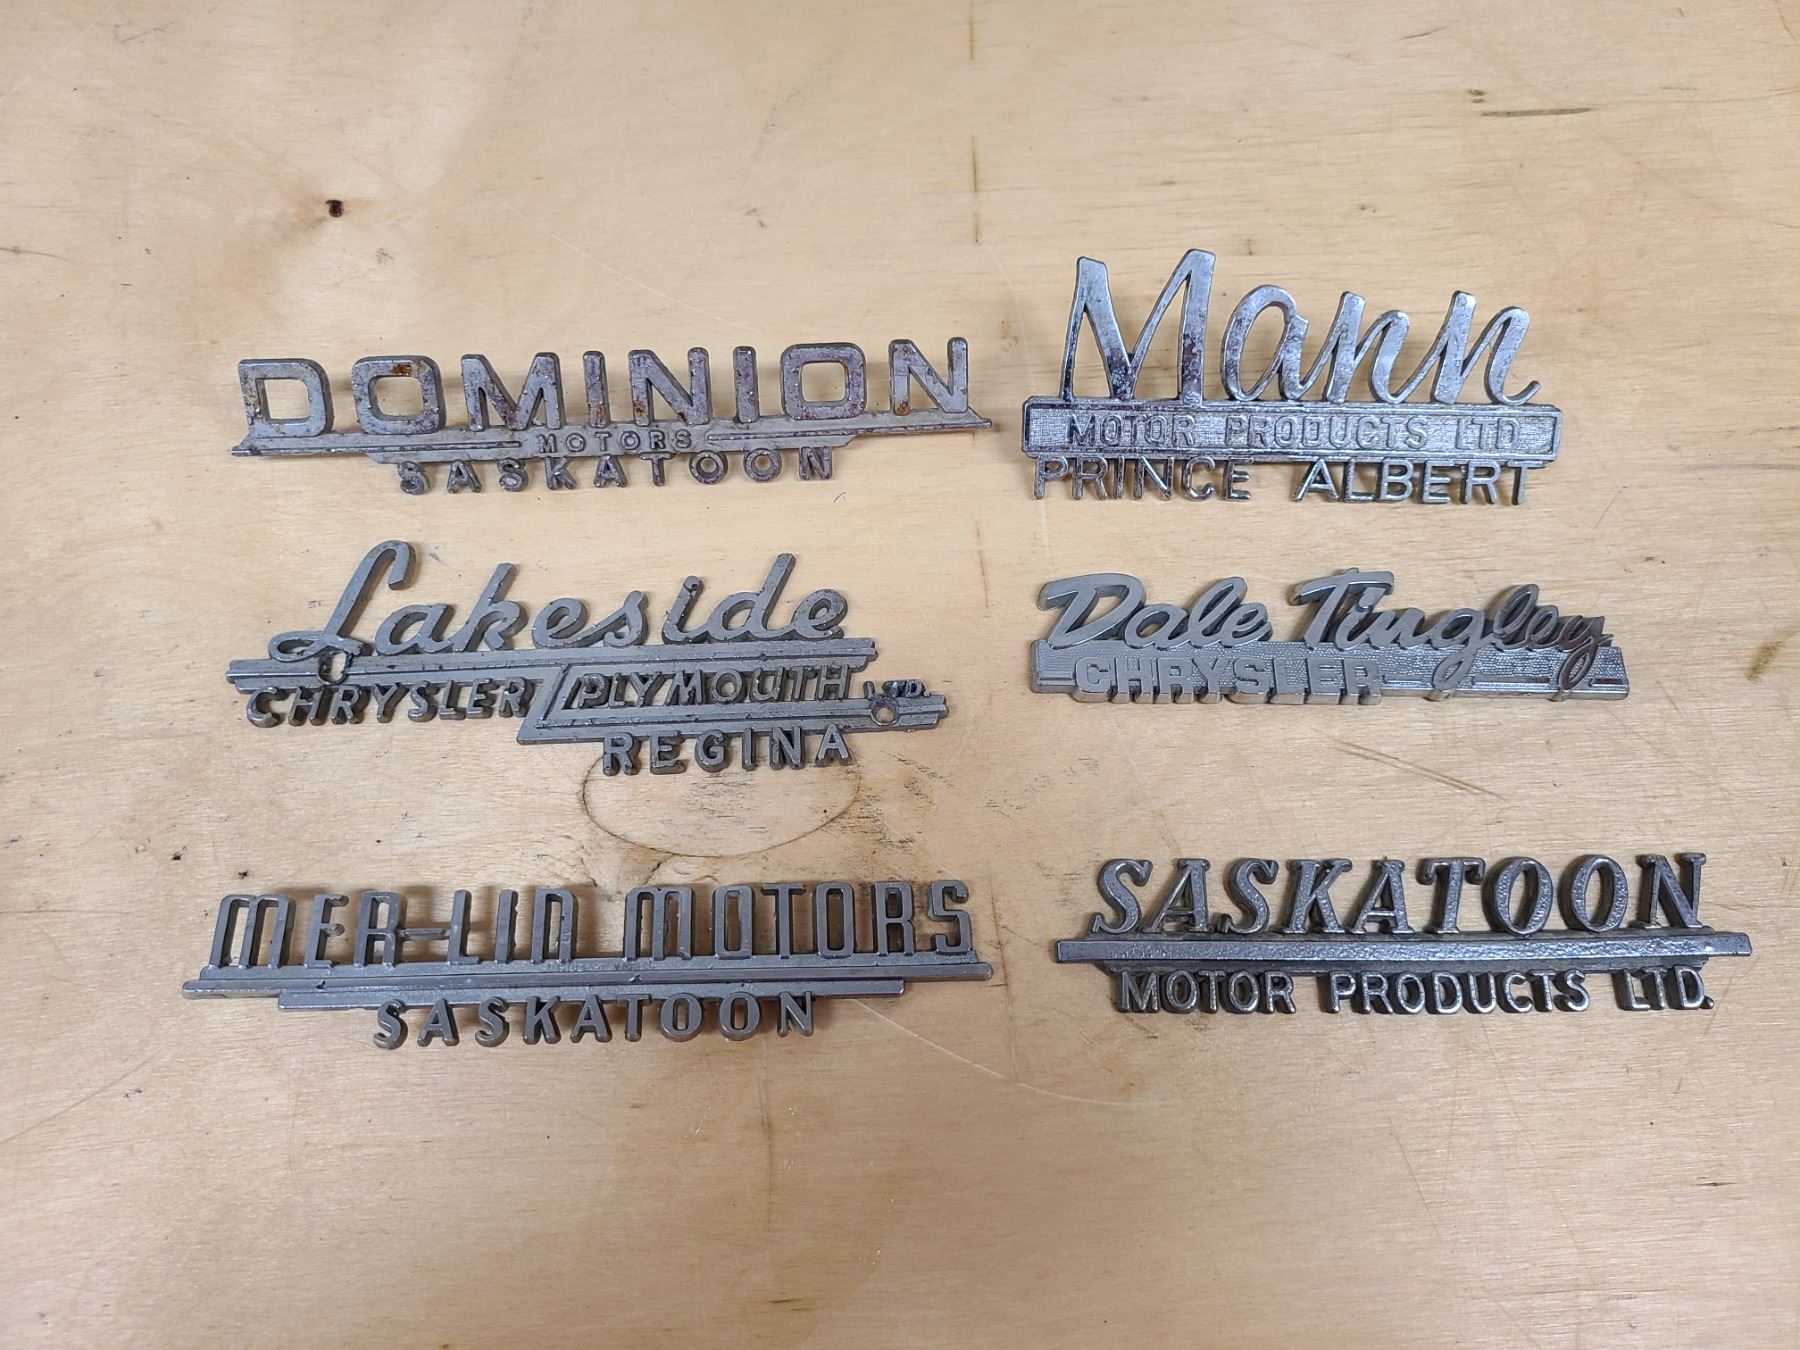 DOMINION
MOTORS
SASKATOON
Mann
MOTOR PRODUCTS LTD
PRINCE ALBERT
Lakeside
CHRYSLER PLYMOUTH LTD.
REGINA
Dale Tingley
CHRYSLER
MER-LIN MOTORS
SASKATOON
SASKATOON
MOTOR PRODUCTS LTD.